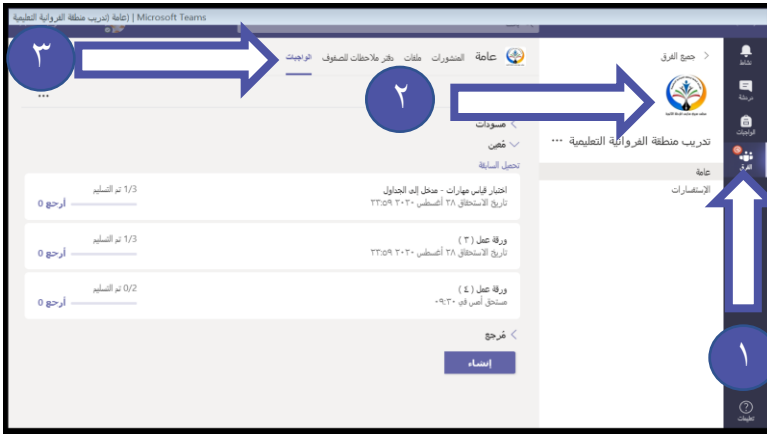 عامة (تدريب منطقة الفروانية التعليمية) | Microsoft Teams
نشاط
دردشة
الواجبات
الفرق
تعليمات
جميع الفرق
تدريب منطقة الفروانية التعليمية ...
عامة
الإستفسارات
عامة المنشورات ملفات دفتر ملاحظات للصفوف الواجبات
...
مسودات
مُعين
تحميل السابقة
اختبار قياس مهارات - مدخل إلى الجداول
تاريخ الاستحقاق ٢٨ أغسطس ٢٠٢٠ ٢٣:٥٩
1/3 تم التسليم
أرجع 0
ورقة عمل ( ٣ )
تاريخ الاستحقاق ٢٨ أغسطس ٢٠٢٠ ٢٣:٥٩
1/3 تم التسليم
أرجع 0
ورقة عمل ( ٤ )
مستحق أمس في ٠٩:٣٠
0/2 تم التسليم
أرجع 0
مُرجع
إنشاء
١
٢
٣